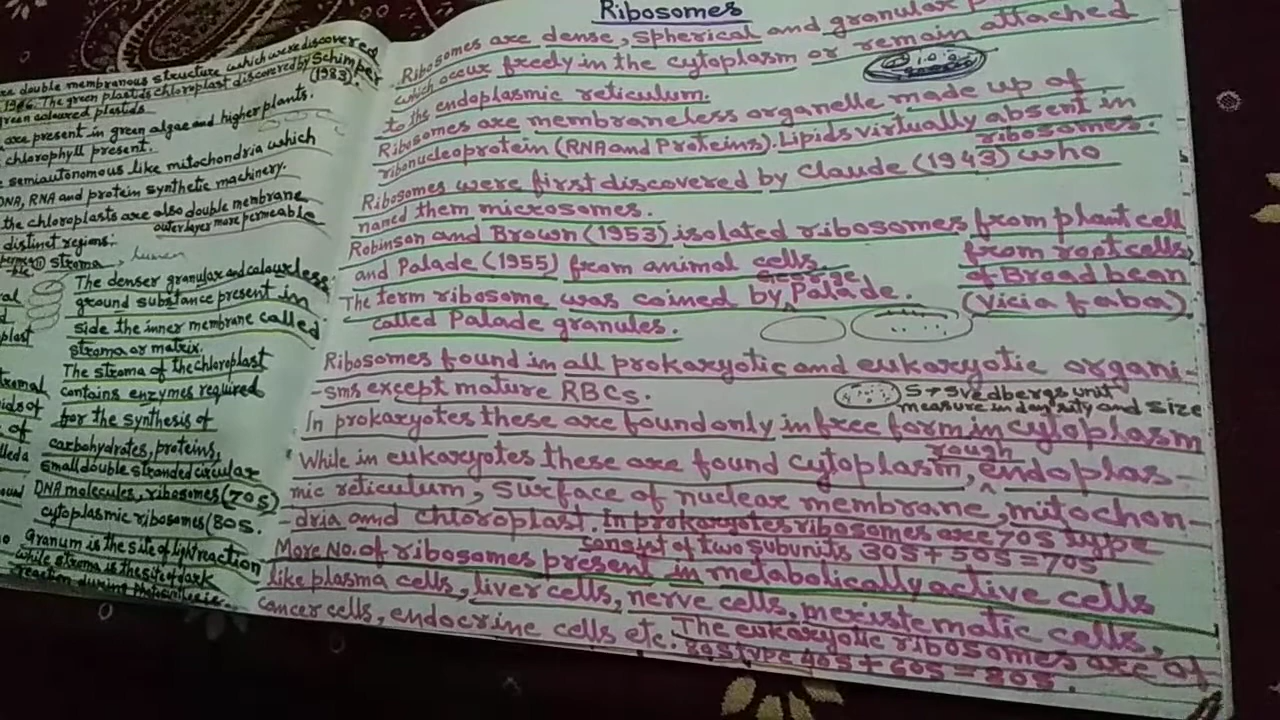 e double membranous structure which were discovered
The green plastids chloroplast discovered by Schimper
green coloured plastids (1983).
are present in green algae and higher plants.
chlorophyll present.
semiautonomous like mitochondria which
DNA, RNA and protein synthetic machinery.
the chloroplasts are also double membrane
outer layer more permeable
distinct regions:
stroma
The denser granular and colourless
ground substance present in
side the inner membrane called
stroma or matrix.
The stroma of the chloroplast
contains enzymes required
for the synthesis of
carbohydrates, proteins,
small double stranded circular
DNA molecules, ribosomes (70S)
cytoplasmic ribosomes (80S.
Granum is the site of light reaction
while stroma is the site of dark
reaction during photosynthesis.
Ribosomes
Ribosomes are dense, spherical and granular
which occur freely in the cytoplasm or remain attached
to the endoplasmic reticulum.
Ribosomes are membraneless organelle made up of
ribonucleoprotein (RNA and Proteins). Lipids virtually absent in
ribosomes.
Ribosomes were first discovered by Claude (1943) who
named them microsomes.
Robinson and Brown (1953) isolated ribosomes from plant cell
from root cells,
and Palade (1955) from animal cells
of Broad bean
George
The term ribosome was coined by ^ Palade.
(Vicia faba).
called Palade granules.
Ribosomes found in all prokaryotic and eukaryotic organi-
-sms except mature RBCs.
S → Svedbergs unit
measure in density and size
In prokaryotes these are found only in free form in cytoplasm
rough
While in eukaryotes these are found cytoplasm, ^ endoplas-
mic reticulum, surface of nuclear membrane, mitochon-
-dria and chloroplast. In prokaryotes ribosomes are 70S type
consist of two subunits 30S + 50S = 70S
More No. of ribosomes present in metabolically active cells
like plasma cells, liver cells, nerve cells, meristematic cells,
cancer cells, endocrine cells etc. The eukaryotic ribosomes are of
80S type 40S + 60S = 80S.